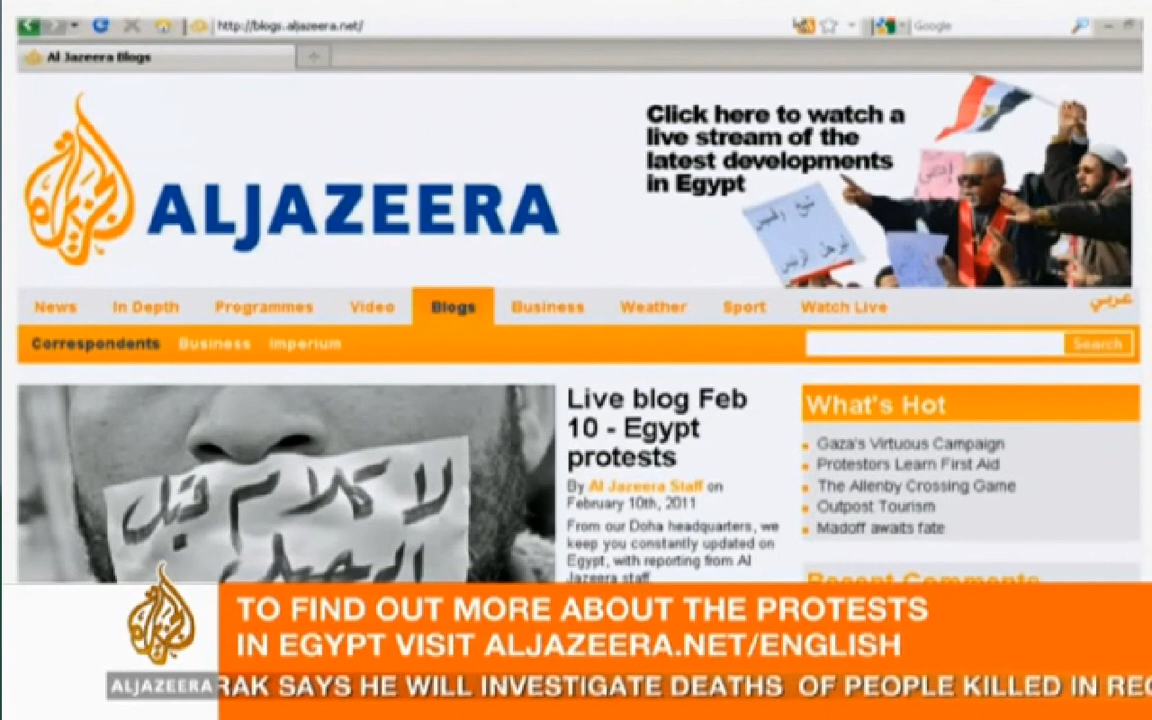 http://blogs.aljazeera.net/
Google
Al Jazeera Blogs
Click here to watch a
live stream of the
latest developments
in Egypt
الجزيرة
ALJAZEERA
News In Depth Programmes Video Blogs Business Weather Sport Watch Live عربي
Correspondents Business Imperium
Search
لا كلام قبل
الرحيل
Live blog Feb
10 - Egypt
protests
By Al Jazeera Staff on
February 10th, 2011
From our Doha headquarters, we
keep you constantly updated on
Egypt, with reporting from Al
Jazeera staff
What's Hot
Gaza's Virtuous Campaign
Protestors Learn First Aid
The Allenby Crossing Game
Outpost Tourism
Madoff awaits fate
Recent Comments
TO FIND OUT MORE ABOUT THE PROTESTS
IN EGYPT VISIT ALJAZEERA.NET/ENGLISH
ALJAZEERA
RAK SAYS HE WILL INVESTIGATE DEATHS OF PEOPLE KILLED IN REC